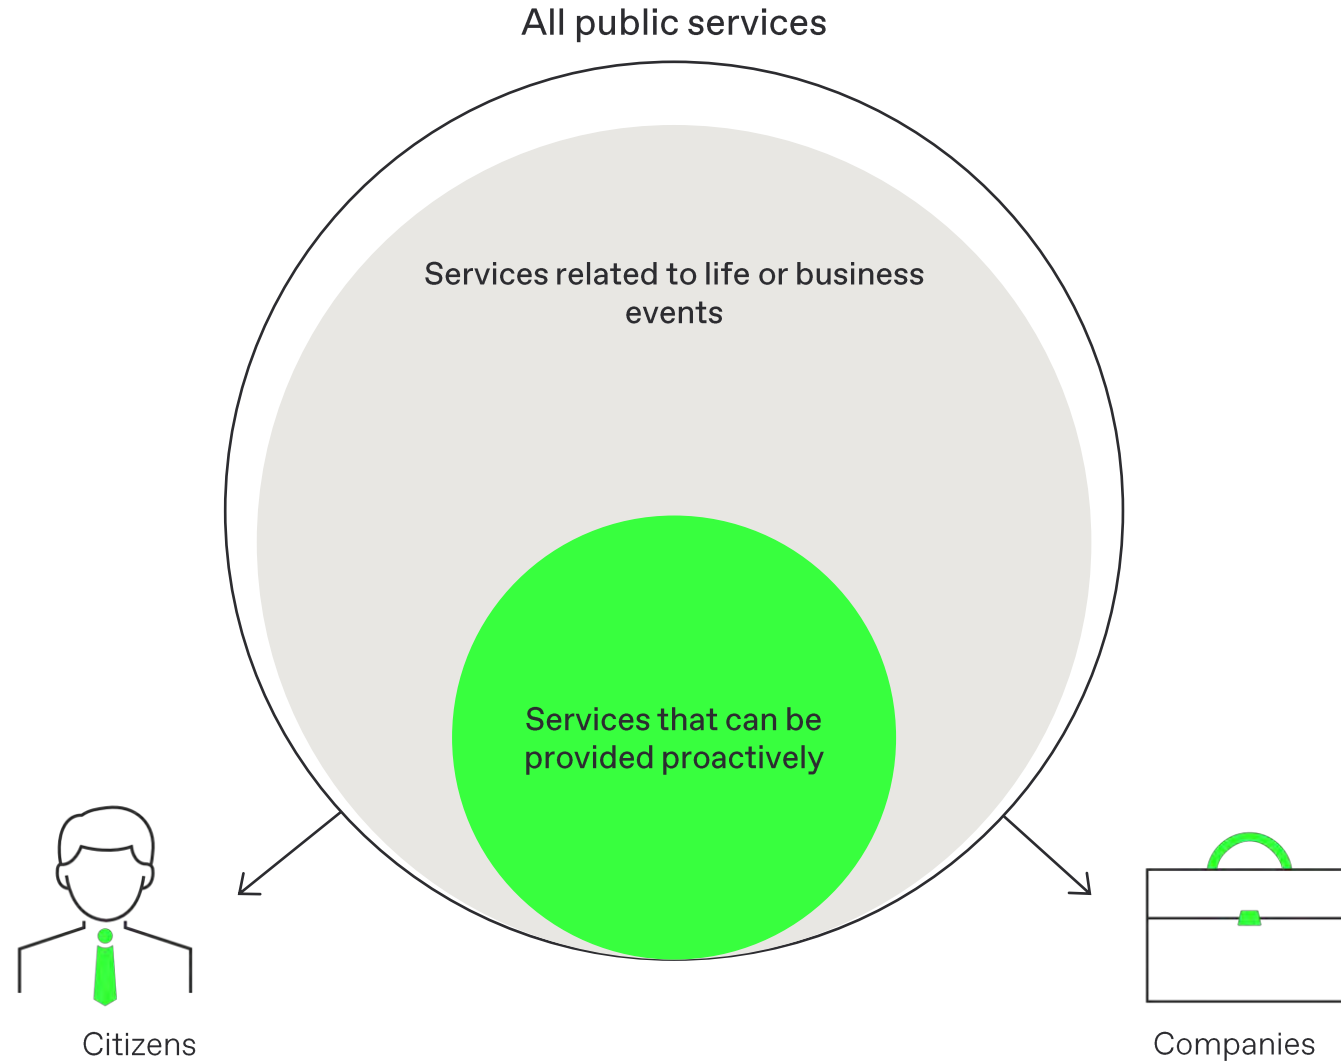 All public services
Services related to life or business
events
Services that can be
provided proactively
Citizens
Companies